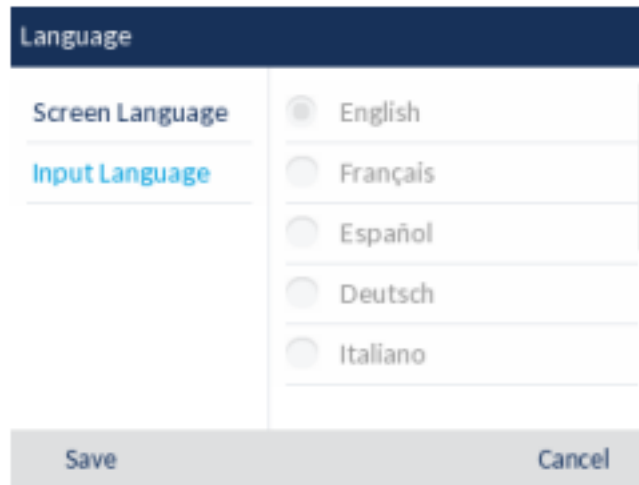 Language
Screen Language
Input Language
English
Français
Español
Deutsch
Italiano
Save
Cancel